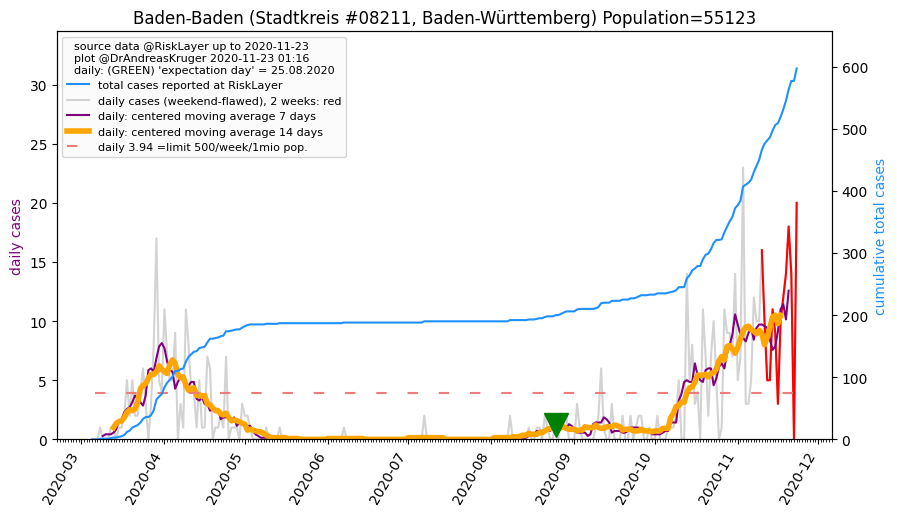 Baden-Baden (Stadtkreis #08211, Baden-Württemberg) Population=55123
source data @RiskLayer up to 2020-11-23
plot @DrAndreasKruger 2020-11-23 01:16
daily: (GREEN) 'expectation day' = 25.08.2020
total cases reported at RiskLayer
daily cases (weekend-flawed), 2 weeks: red
daily: centered moving average 7 days
daily: centered moving average 14 days
daily 3.94 =limit 500/week/1mio pop.
daily cases
30
25
20
15
10
5
0
cumulative total cases
600
500
400
300
200
100
0
2020-03
2020-04
2020-05
2020-06
2020-07
2020-08
2020-09
2020-10
2020-11
2020-12